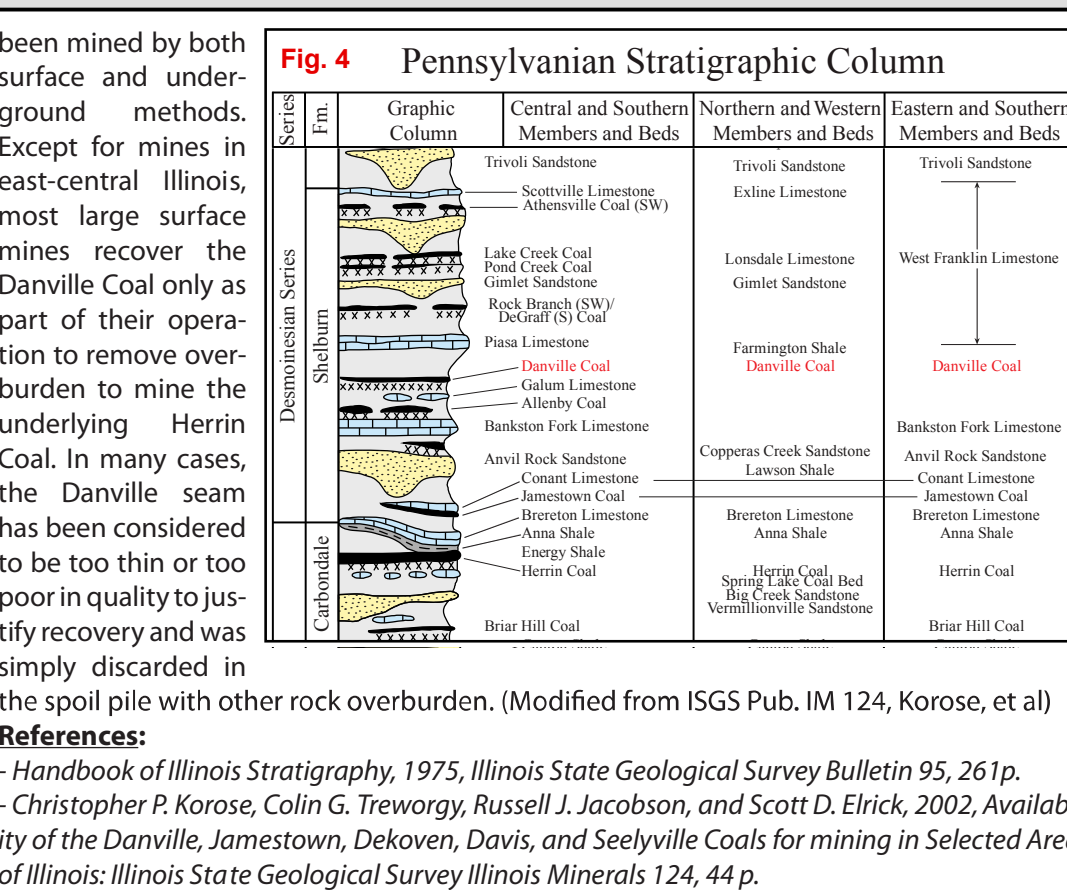 been mined by both
surface and under-
ground methods.
Except for mines in
east-central Illinois,
most large surface
mines recover the
Danville Coal only as
part of their opera-
tion to remove over-
burden to mine the
underlying Herrin
Coal. In many cases,
the Danville seam
has been considered
to be too thin or too
poor in quality to jus-
tify recovery and was
simply discarded in
the spoil pile with other rock overburden. (Modified from ISGS Pub. IM 124, Korose, et al)
Fig. 4 Pennsylvanian Stratigraphic Column
Series
Fm.
Graphic
Column
Central and Southern
Members and Beds
Northern and Western
Members and Beds
Eastern and Southern
Members and Beds
Desmoinesian Series
Shelburn
Carbondale
Trivoli Sandstone
Scottville Limestone
Athensville Coal (SW)
Lake Creek Coal
Pond Creek Coal
Gimlet Sandstone
Rock Branch (SW)/
DeGraff (S) Coal
Piasa Limestone
Danville Coal
Galum Limestone
Allenby Coal
Bankston Fork Limestone
Anvil Rock Sandstone
Conant Limestone
Jamestown Coal
Brereton Limestone
Anna Shale
Energy Shale
Herrin Coal
Briar Hill Coal
Trivoli Sandstone
Exline Limestone
Lonsdale Limestone
Gimlet Sandstone
Farmington Shale
Danville Coal
Copperas Creek Sandstone
Lawson Shale
Brereton Limestone
Anna Shale
Herrin Coal
Spring Lake Coal Bed
Big Creek Sandstone
Vermillionville Sandstone
Trivoli Sandstone
West Franklin Limestone
Danville Coal
Bankston Fork Limestone
Anvil Rock Sandstone
Conant Limestone
Jamestown Coal
Brereton Limestone
Anna Shale
Herrin Coal
Briar Hill Coal
References:
- Handbook of Illinois Stratigraphy, 1975, Illinois State Geological Survey Bulletin 95, 261p.
- Christopher P. Korose, Colin G. Treworgy, Russell J. Jacobson, and Scott D. Elrick, 2002, Availab
ity of the Danville, Jamestown, Dekoven, Davis, and Seelyville Coals for mining in Selected Area
of Illinois: Illinois State Geological Survey Illinois Minerals 124, 44 p.